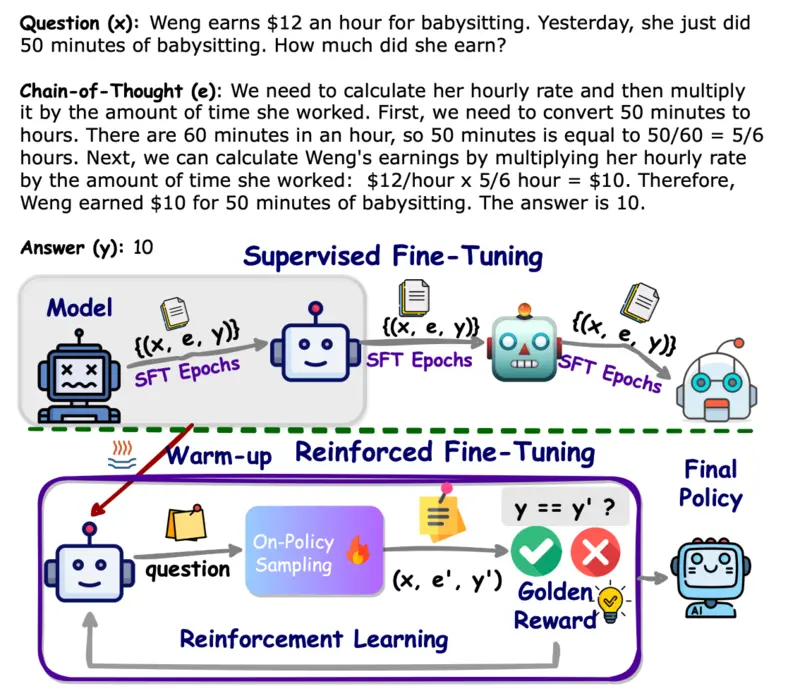 Question (x): Weng earns $12 an hour for babysitting. Yesterday, she just did
50 minutes of babysitting. How much did she earn?
Chain-of-Thought (e): We need to calculate her hourly rate and then multiply
it by the amount of time she worked. First, we need to convert 50 minutes to
hours. There are 60 minutes in an hour, so 50 minutes is equal to 50/60 = 5/6
hours. Next, we can calculate Weng's earnings by multiplying her hourly rate
by the amount of time she worked: $12/hour x 5/6 hour = $10. Therefore,
Weng earned $10 for 50 minutes of babysitting. The answer is 10.
Answer (y): 10
Supervised Fine-Tuning
Model
{(x, e, y)}
SFT Epochs
{(x, e, y)}
SFT Epochs
{(x, e, y)}
SFT Epochs
Warm-up
Reinforced Fine-Tuning
Final
Policy
question
On-Policy
Sampling
(x, e', y')
y == y' ?
Golden
Reward
Reinforcement Learning
AI